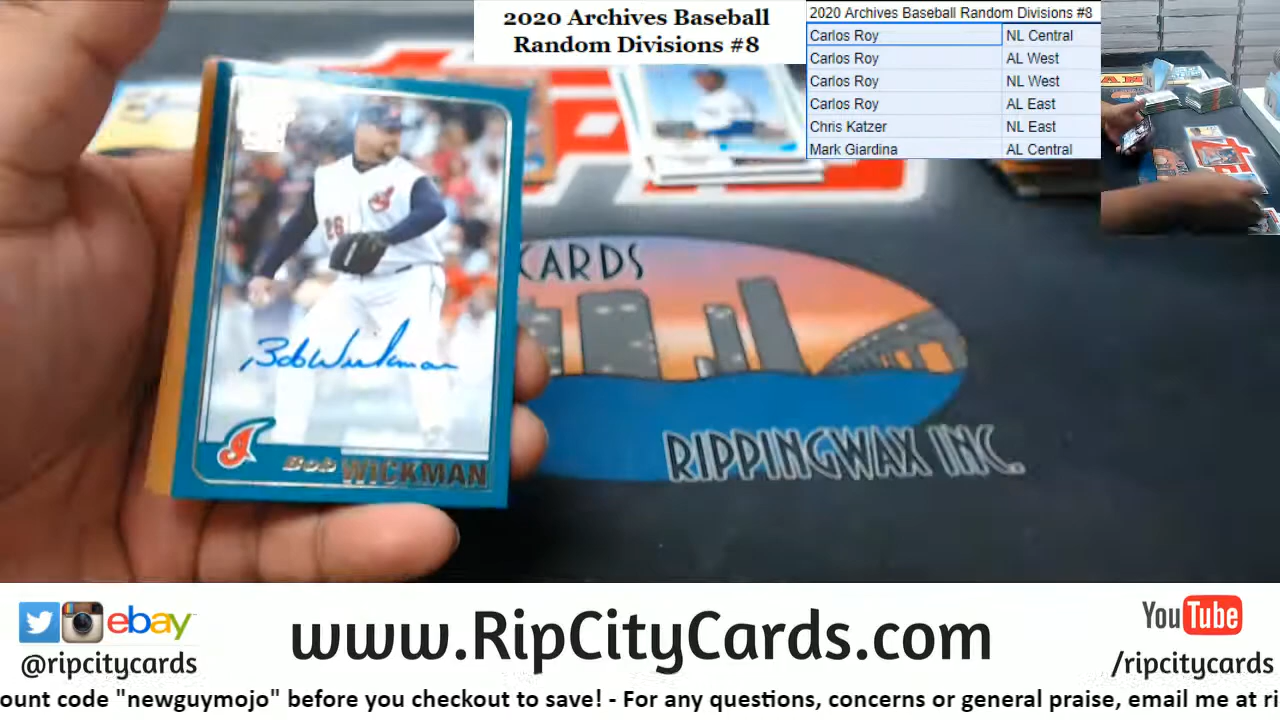 2020 Archives Baseball
Random Divisions #8
2020 Archives Baseball Random Divisions #8
Carlos Roy NL Central
Carlos Roy AL West
Carlos Roy NL West
Carlos Roy AL East
Chris Katzer NL East
Mark Giardina AL Central
26
Bob Wickman
Bob WICKMAN
CARDS
RIPPINGWAX INC.
ebay
@ripcitycards
www.RipCityCards.com
YouTube
/ripcitycards
ount code "newguymojo" before you checkout to save! - For any questions, concerns or general praise, email me at ri